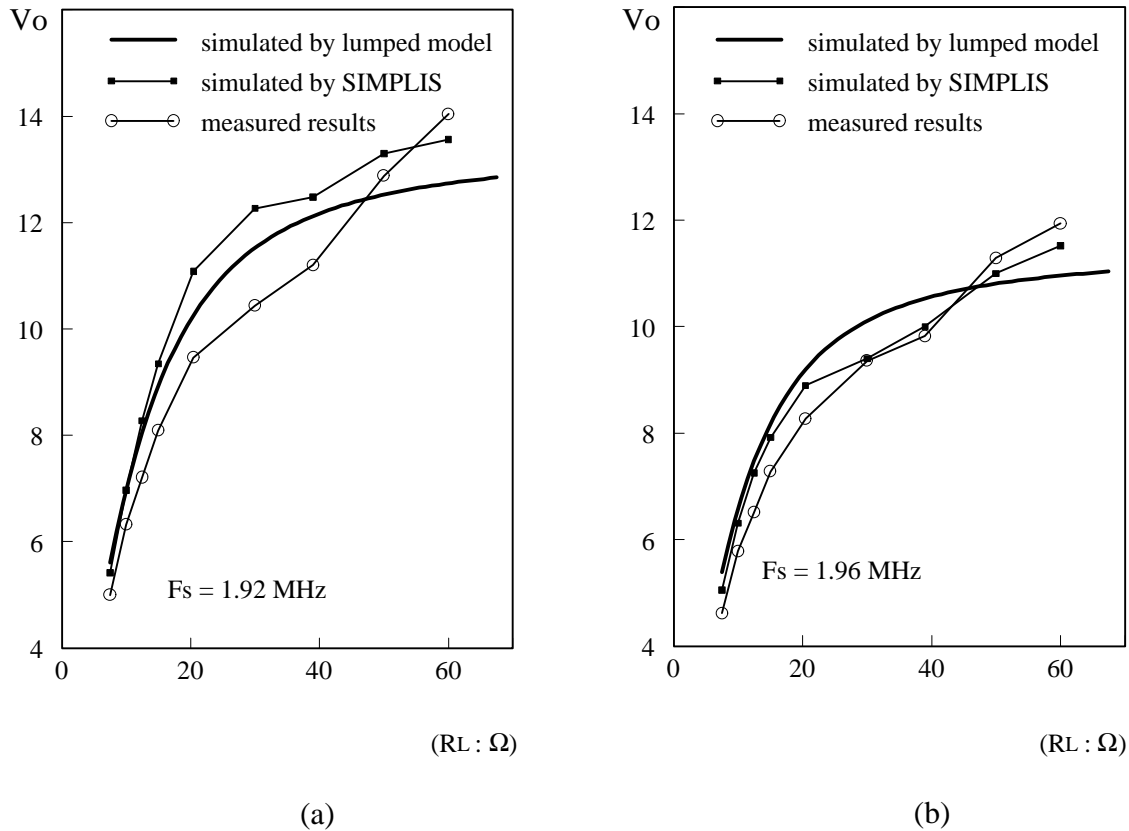 Vo
simulated by lumped model
simulated by SIMPLIS
measured results
14
12
10
8
6
4
0
20
40
60
Fs = 1.92 MHz
(RL : Ω)
(a)
Vo
simulated by lumped model
simulated by SIMPLIS
measured results
14
12
10
8
6
4
0
20
40
60
Fs = 1.96 MHz
(RL : Ω)
(b)